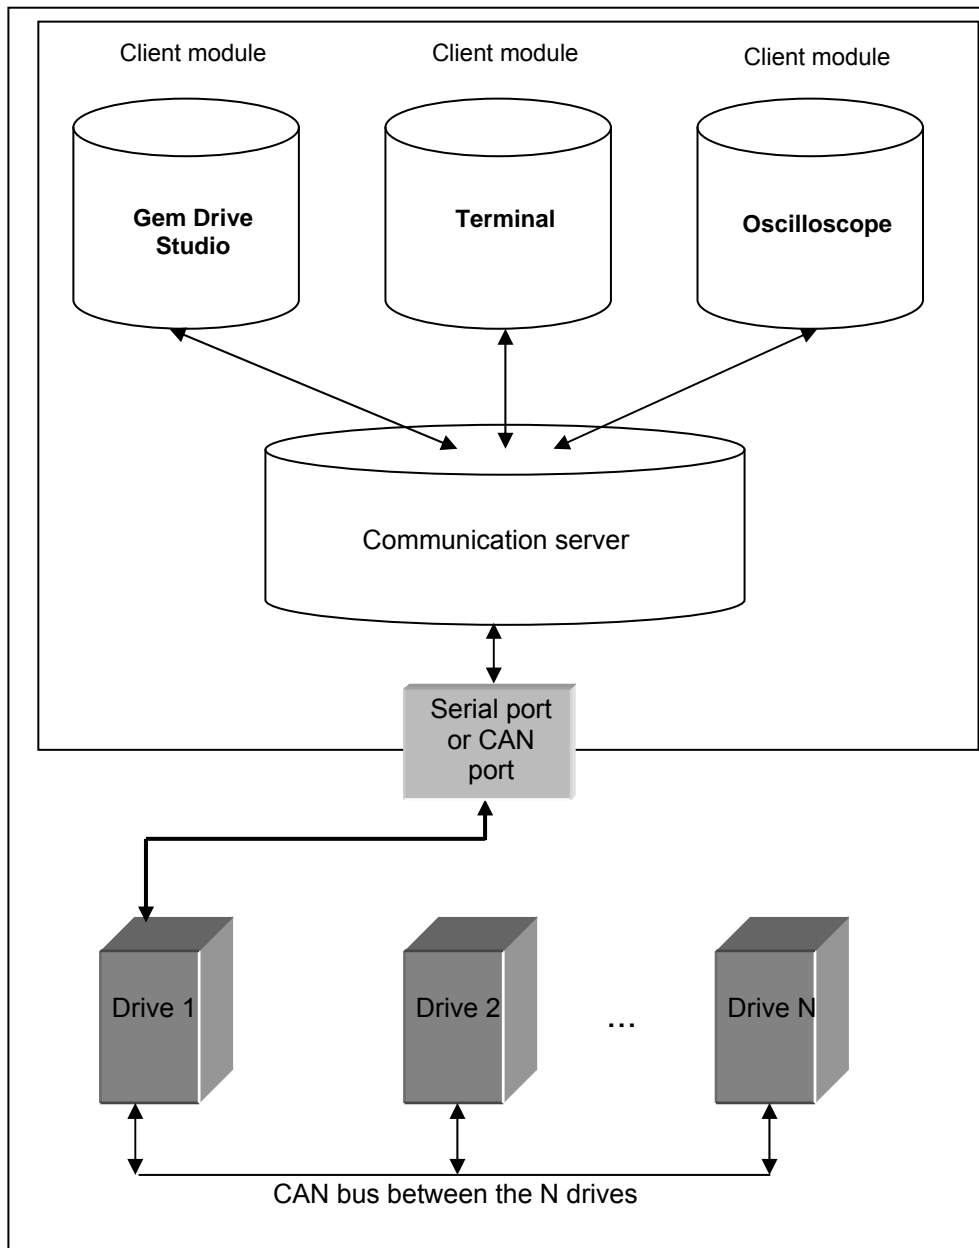 Client module
Client module
Client module
Gem Drive
Studio
Terminal
Oscilloscope
Communication server
Serial port
or CAN
port
Drive 1
Drive 2
...
Drive N
CAN bus between the N drives